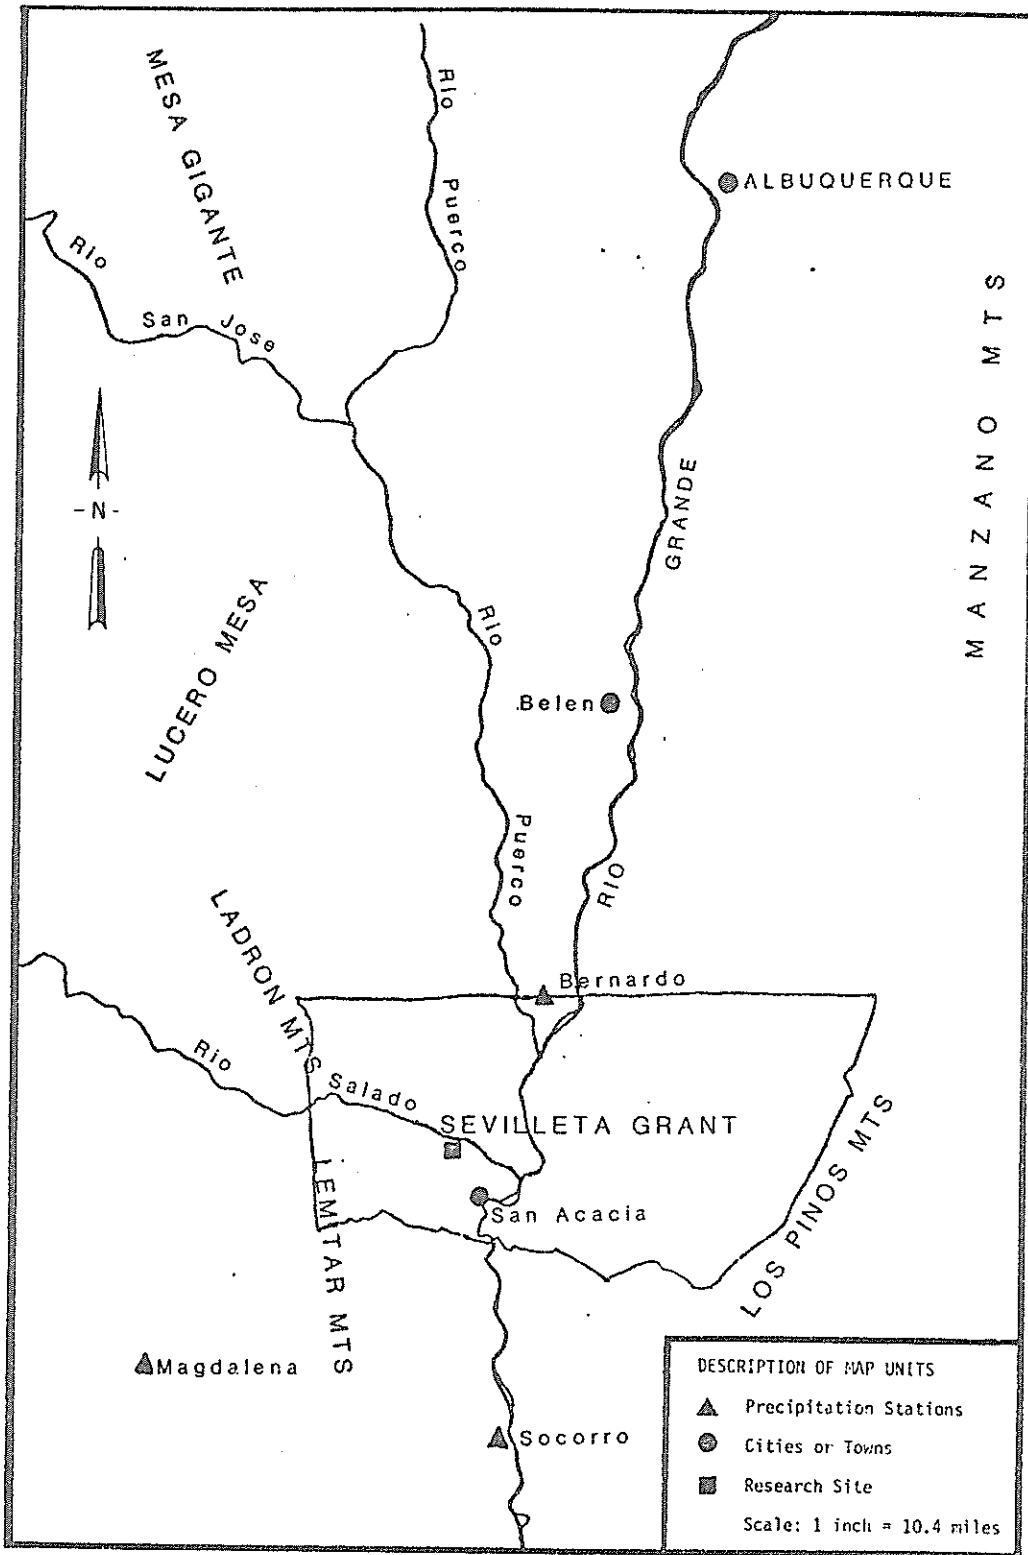 MESA GIGANTE
Rio
Puerco
ALBUQUERQUE
Rio
San Jose
MANZANO MTS
-N-
GRANDE
LUCERO MESA
Rio
Belen
Puerco
RIO
LADRON MTS
Bernardo
Rio
Salado
SEVILLETA GRANT
LEMITAR MTS
San Acacia
LOS PINOS MTS
Magdalena
Socorro
DESCRIPTION OF MAP UNITS
Precipitation Stations
Cities or Towns
Research Site
Scale: 1 inch = 10.4 miles